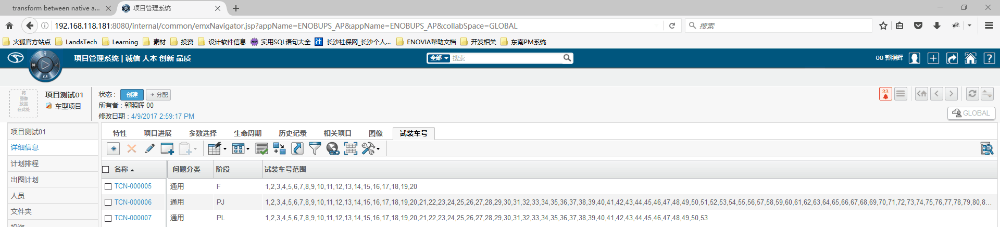 transform between native a...
项目管理系统
192.168.118.181:8080/internal/common/emxNavigator.jsp?appName=ENOBUPS_AP&appName=ENOBUPS_AP&collabSpace=GLOBAL
搜索
火狐官方站点 LandsTech Learning 素材 投资 设计软件信息 实用SQL语句大全 社 长沙社保网_长沙个人... ENOVIA帮助文档 开发相关 东南PM系统
项目管理系统 | 诚信 人本 创新 品质
全部 搜索
00 郭照辉
3D V.R
将
图像
放置
在此处
项目测试01
车型项目
状态 : 创建 分配
所有者 : 郭照辉 00
修改日期 : 4/9/2017 2:59:17 PM
33
GLOBAL
项目测试01
详细信息
计划排程
出图计划
人员
文件夹
投资
特性 项目进展 参数选择 生命周期 历史记录 相关项目 图像 试装车号
名称 问题分类 阶段 试装车号范围
TCN-000005 通用 F 1,2,3,4,5,6,7,8,9,10,11,12,13,14,15,16,17,18,19,20
TCN-000006 通用 PJ 1,2,3,4,5,6,7,8,9,10,11,12,13,14,15,16,17,18,19,20,21,22,23,24,25,26,27,28,29,30,31,32,33,34,35,36,37,38,39,40,41,42,43,44,45,46,47,48,49,50,51,52,53,54,55,56,57,58,59,60,61,62,63,64,65,66,67,68,69,70,71,72,73,74,75,76,77,78,79,80,8...
TCN-000007 通用 PL 1,2,3,4,5,6,7,8,9,10,11,12,13,14,15,16,17,18,19,20,21,22,23,24,25,26,27,28,29,30,31,32,33,34,35,36,37,38,39,40,41,42,43,44,45,46,47,48,49,50,53